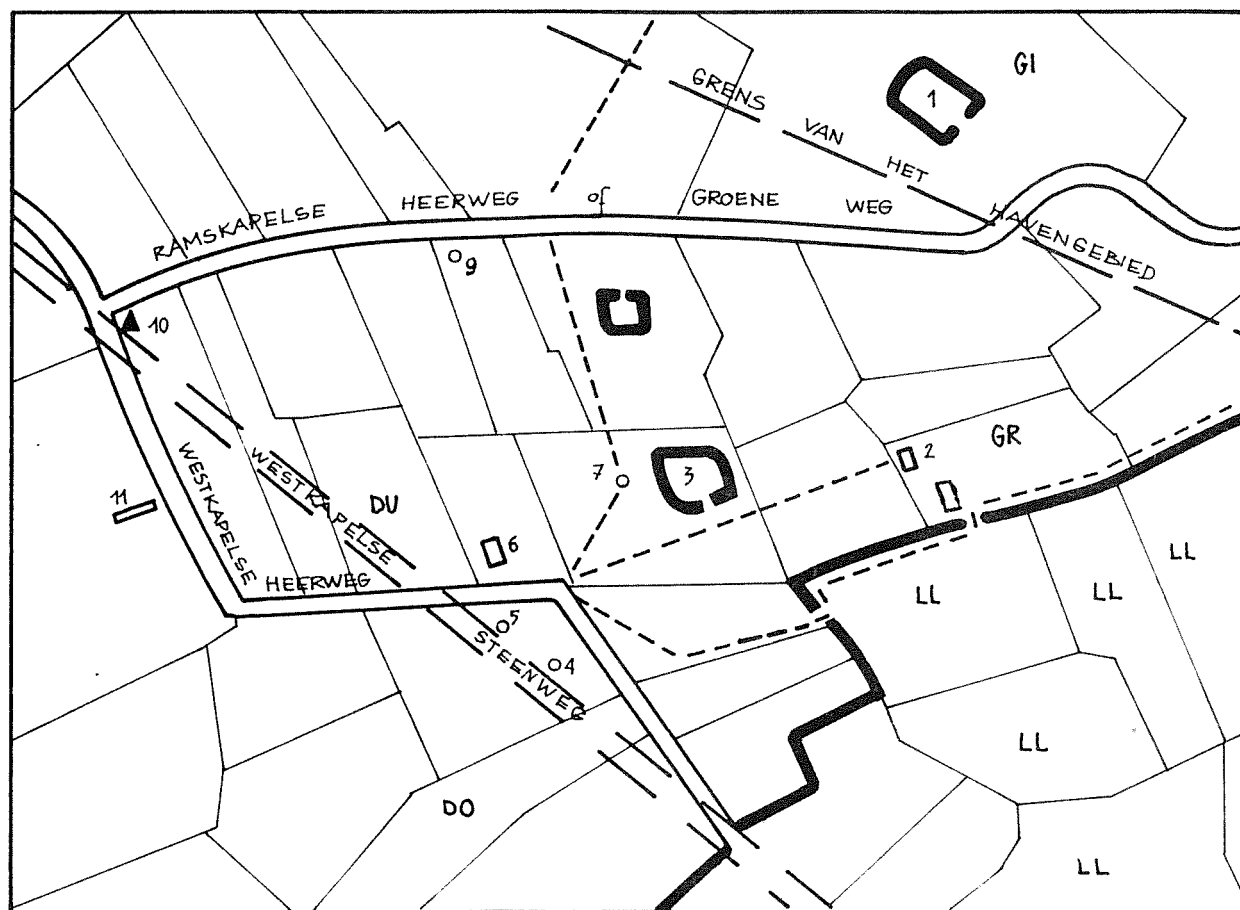 GI
1
GRENS VAN HET HAVENGEBIED
RAMSKAPELSE HEERWEG of GROENE WEG
9
10
GR
2
7
3
11
WESTKAPELSE HEERWEG
WESTKAPELSE STEENWEG
DU
6
LL
LL
LL
5
4
LL
DO
LL